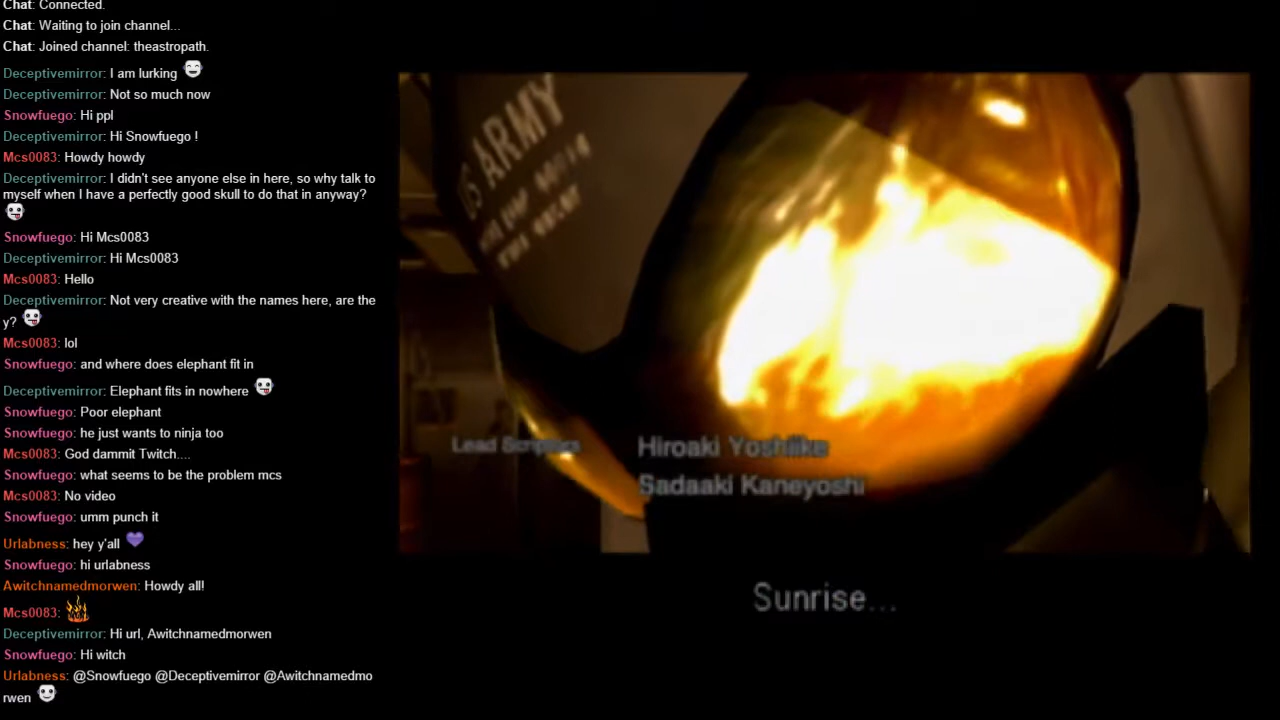 Chat: Connected.
Chat: Waiting to join channel...
Chat: Joined channel: theastropath.
Deceptivemirror: I am lurking
Deceptivemirror: Not so much now
Snowfuego: Hi ppl
Deceptivemirror: Hi Snowfuego !
Mcs0083: Howdy howdy
Deceptivemirror: I didn't see anyone else in here, so why talk to
myself when I have a perfectly good skull to do that in anyway?
Snowfuego: Hi Mcs0083
Deceptivemirror: Hi Mcs0083
Mcs0083: Hello
Deceptivemirror: Not very creative with the names here, are the
y?
Mcs0083: lol
Snowfuego: and where does elephant fit in
Deceptivemirror: Elephant fits in nowhere
Snowfuego: Poor elephant
Snowfuego: he just wants to ninja too
Mcs0083: God dammit Twitch....
Snowfuego: what seems to be the problem mcs
Mcs0083: No video
Snowfuego: umm punch it
Urlabness: hey y'all
Snowfuego: hi urlabness
Awitchnamedmorwen: Howdy all!
Mcs0083:
Deceptivemirror: Hi url, Awitchnamedmorwen
Snowfuego: Hi witch
Urlabness: @Snowfuego @Deceptivemirror @Awitchnamedmo
rwen
US ARMY
Lead Scripters
Hiroaki Yoshiike
Sadaaki Kaneyoshi
Sunrise...